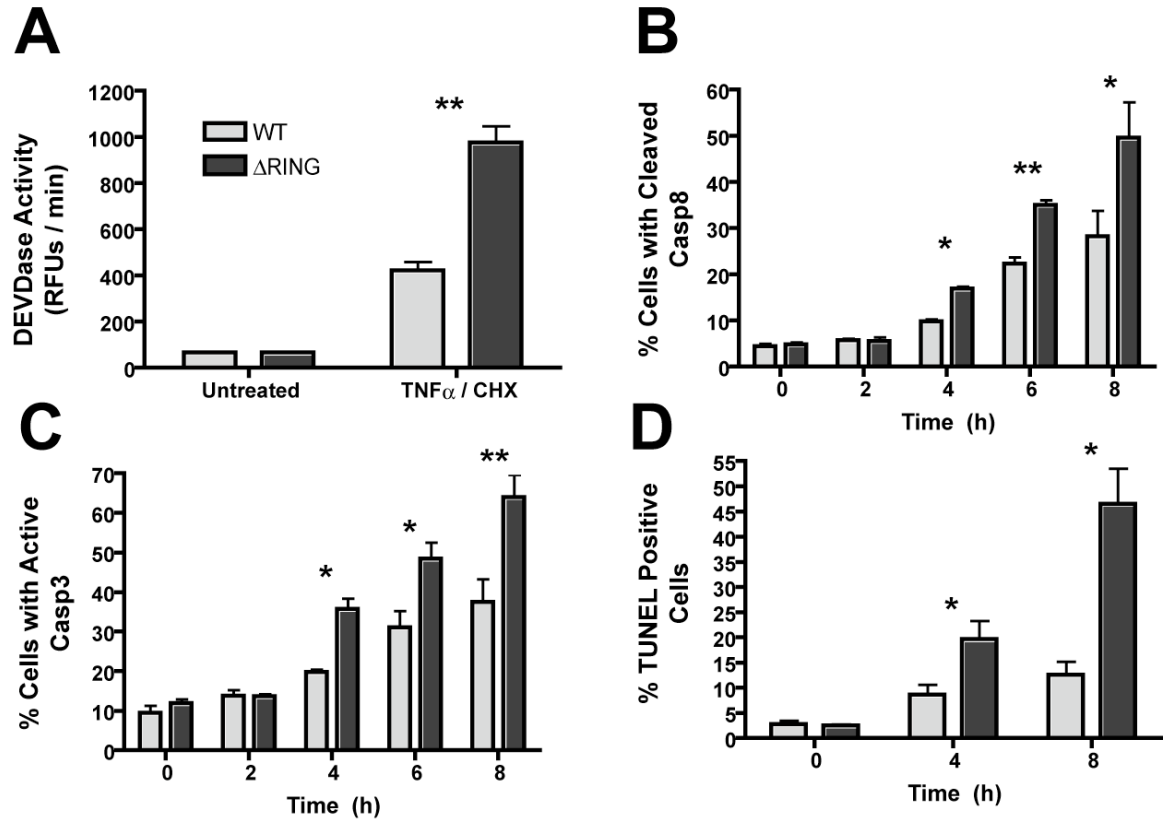 A
DEVDase Activity
(RFUs / min)
1200
1000
800
600
400
200
0
WT
ΔRING
**
Untreated
TNFα / CHX
B
% Cells with Cleaved
Casp8
60
50
40
30
20
10
0
*
**
*
0 2 4 6 8
Time (h)
C
% Cells with Active
Casp3
70
60
50
40
30
20
10
0
*
*
**
0 2 4 6 8
Time (h)
D
% TUNEL Positive
Cells
55
50
45
40
35
30
25
20
15
10
5
0
*
*
0 4 8
Time (h)